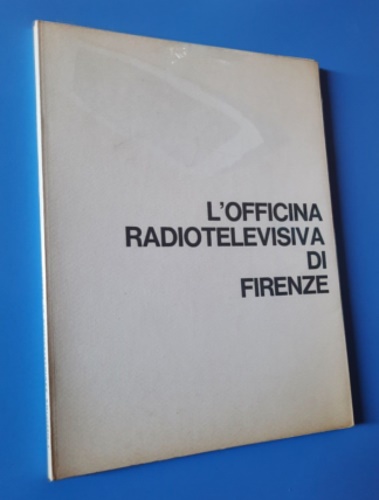 L'OFFICINA
RADIOTELEVISIVA
DI
FIRENZE